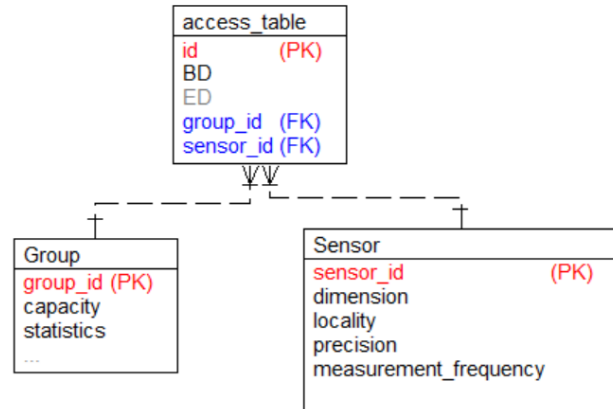 access_table
id (PK)
BD
ED
group_id (FK)
sensor_id (FK)
Group
group_id (PK)
capacity
statistics
...
Sensor
sensor_id (PK)
dimension
locality
precision
measurement_frequency